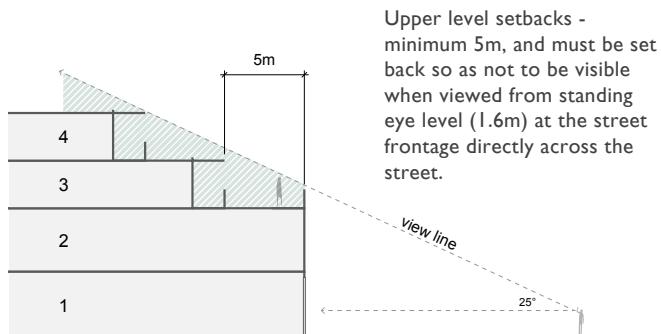 Upper level setbacks -
minimum 5m, and must be set
back so as not to be visible
when viewed from standing
eye level (1.6m) at the street
frontage directly across the
street.
5m
4
3
2
1
view line
25°